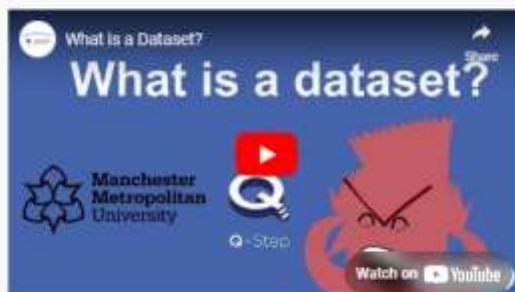 What is a Dataset?
Share
What is a dataset?
Manchester
Metropolitan
University
Q
Q-Step
Watch on YouTube